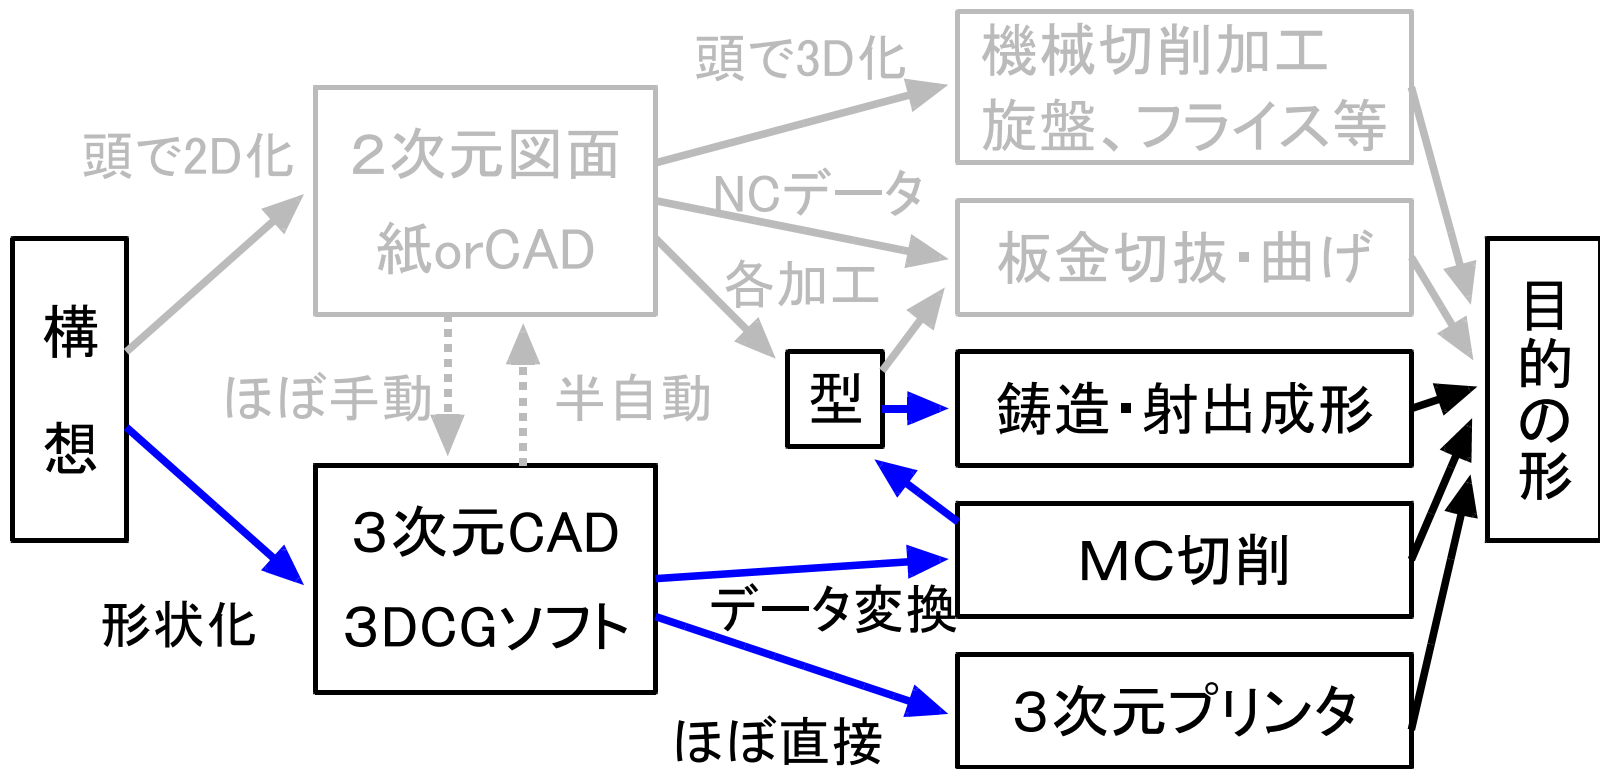 構想
頭で2D化
２次元図面
紙orCAD
頭で3D化
NCデータ
各加工
機械切削加工
旋盤、フライス等
板金切抜・曲げ
ほぼ手動
半自動
型
鋳造・射出成形
形状化
３次元CAD
３DCGソフト
データ変換
ほぼ直接
ＭＣ切削
３次元プリンタ
目的の形